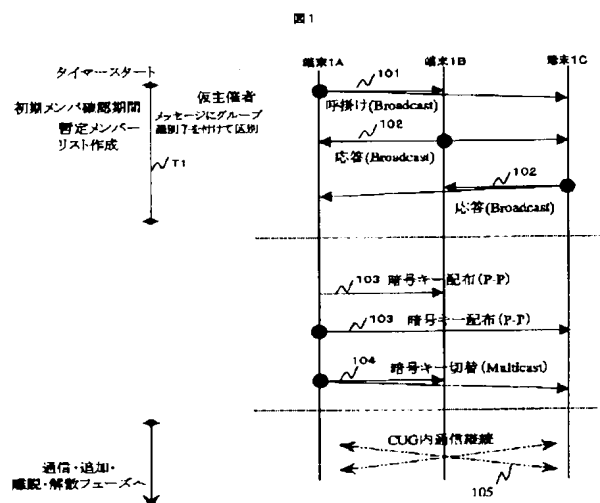 図1
端末1A
端末1B
端末1C
タイマースタート
101
初期メンバ確認期間
仮主催者
呼掛け(Broadcast)
暫定メンバー
リスト作成
メッセージにグループ
識別子を付けて区別
102
応答(Broadcast)
T1
102
応答(Broadcast)
103 暗号キー配布(P-P)
103 暗号キー配布(P-P)
104 暗号キー切替(Multicast)
CUG内通信継続
通信・追加・
離脱・解散フェーズへ
105